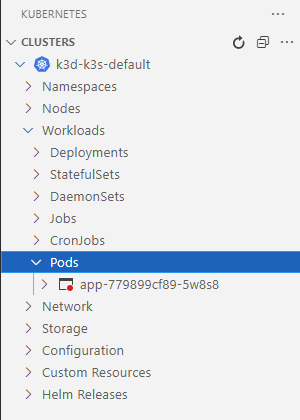 KUBERNETES
CLUSTERS
k3d-k3s-default
Namespaces
Nodes
Workloads
Deployments
StatefulSets
DaemonSets
Jobs
CronJobs
Pods
app-779899cf89-5w8s8
Network
Storage
Configuration
Custom Resources
Helm Releases